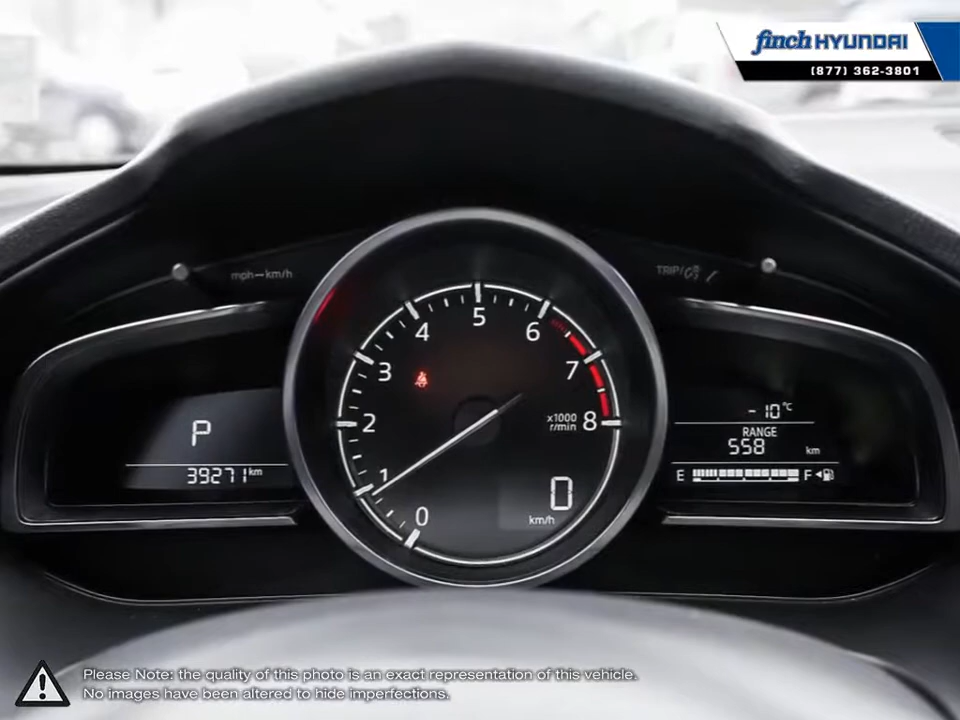 finch HYUNDAI
(877) 362-3801
mph–km/h
TRIP/
5
4
6
3
7
2
x1000
r/min
8
1
0
0
km/h
P
39271 km
-10°C
RANGE
558 km
E F
Please Note: the quality of this photo is an exact representation of this vehicle.
No images have been altered to hide imperfections.